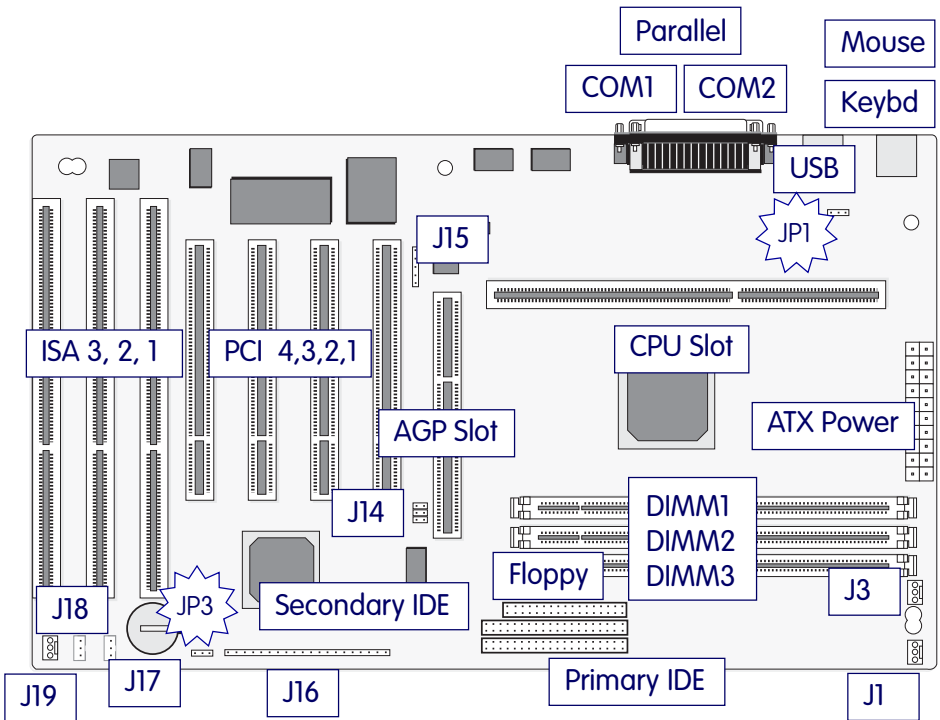 Parallel
Mouse
COM1
COM2
Keybd
USB
JP1
J15
ISA 3, 2, 1
PCI 4,3,2,1
CPU Slot
AGP Slot
ATX Power
J14
DIMM1
DIMM2
DIMM3
Floppy
J18
JP3
Secondary IDE
J3
J17
J16
Primary IDE
J19
J1